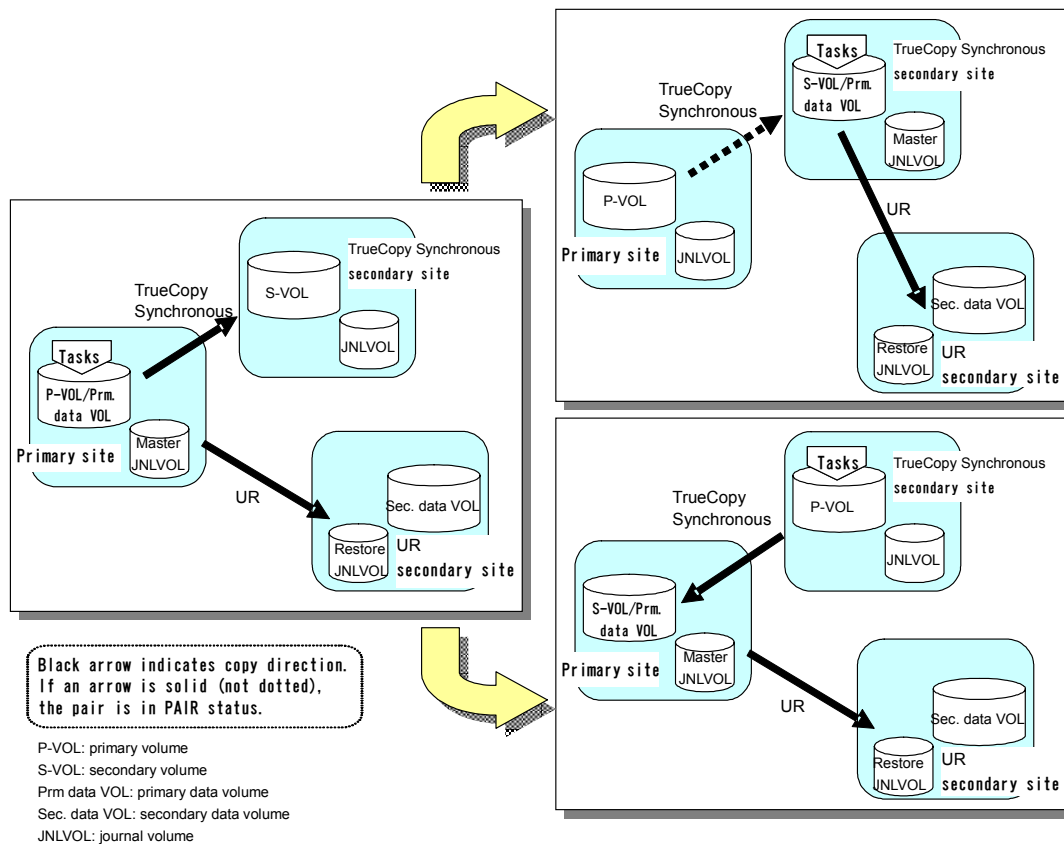 TrueCopy Synchronous
secondary site
S-VOL
JNLVOL
TrueCopy
Synchronous
Tasks
P-VOL/Prm.
data VOL
Primary site
Master
JNLVOL
UR
Sec. data VOL
Restore
JNLVOL
UR
secondary site
Tasks
TrueCopy Synchronous
secondary site
S-VOL/Prm.
data VOL
Master
JNLVOL
TrueCopy
Synchronous
P-VOL
Primary site
JNLVOL
UR
Sec. data VOL
Restore
JNLVOL
UR
secondary site
Tasks
TrueCopy Synchronous
secondary site
P-VOL
JNLVOL
TrueCopy
Synchronous
S-VOL/Prm.
data VOL
Primary site
Master
JNLVOL
UR
Sec. data VOL
Restore
JNLVOL
UR
secondary site
Black arrow indicates copy direction.
If an arrow is solid (not dotted),
the pair is in PAIR status.
P-VOL: primary volume
S-VOL: secondary volume
Prm data VOL: primary data volume
Sec. data VOL: secondary data volume
JNLVOL: journal volume